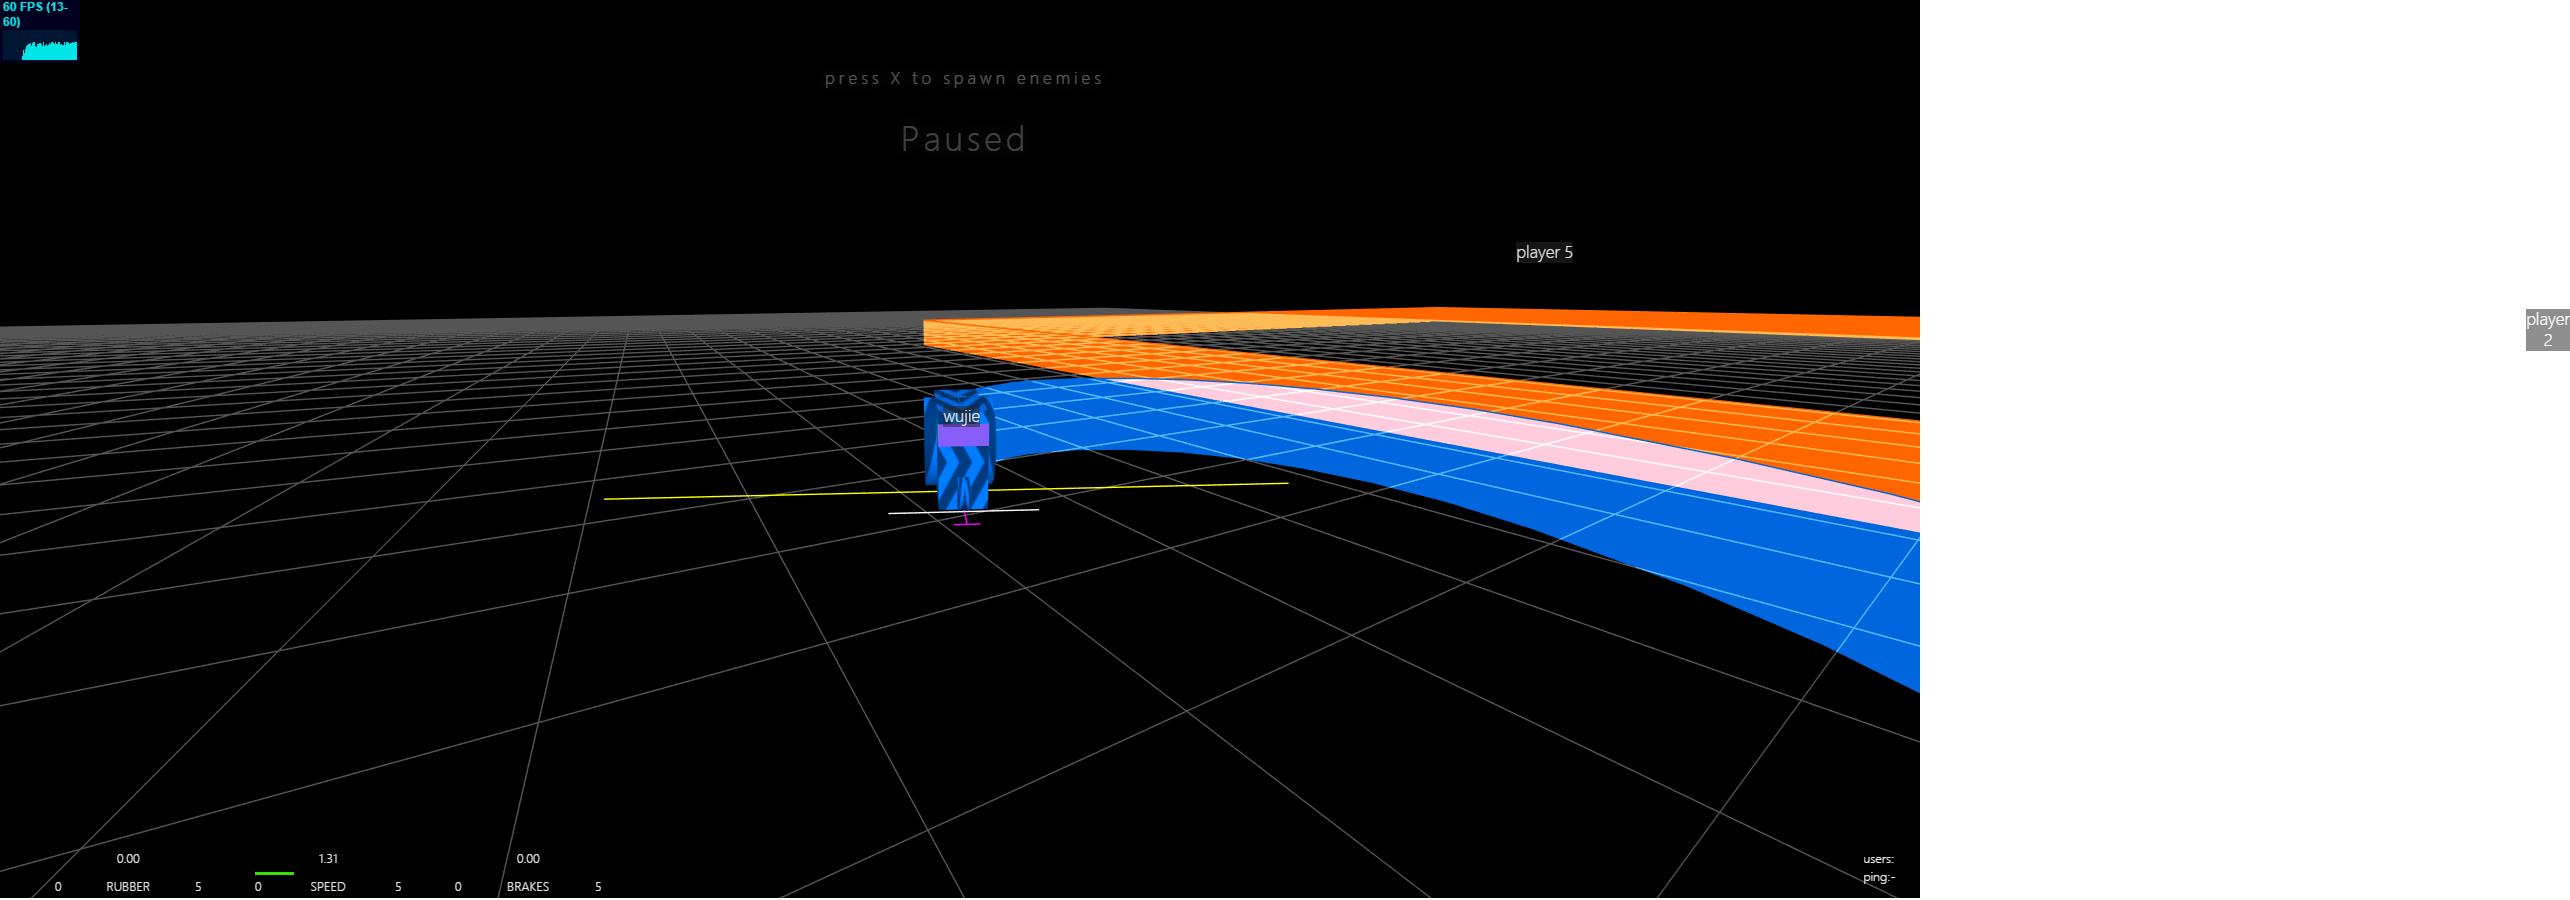 60 FPS (13-
60)
press X to spawn enemies
Paused
player 5
player
2
wujie
0.00
1.31
0.00
0 RUBBER 5
0 SPEED 5
0 BRAKES 5
users:
ping:-